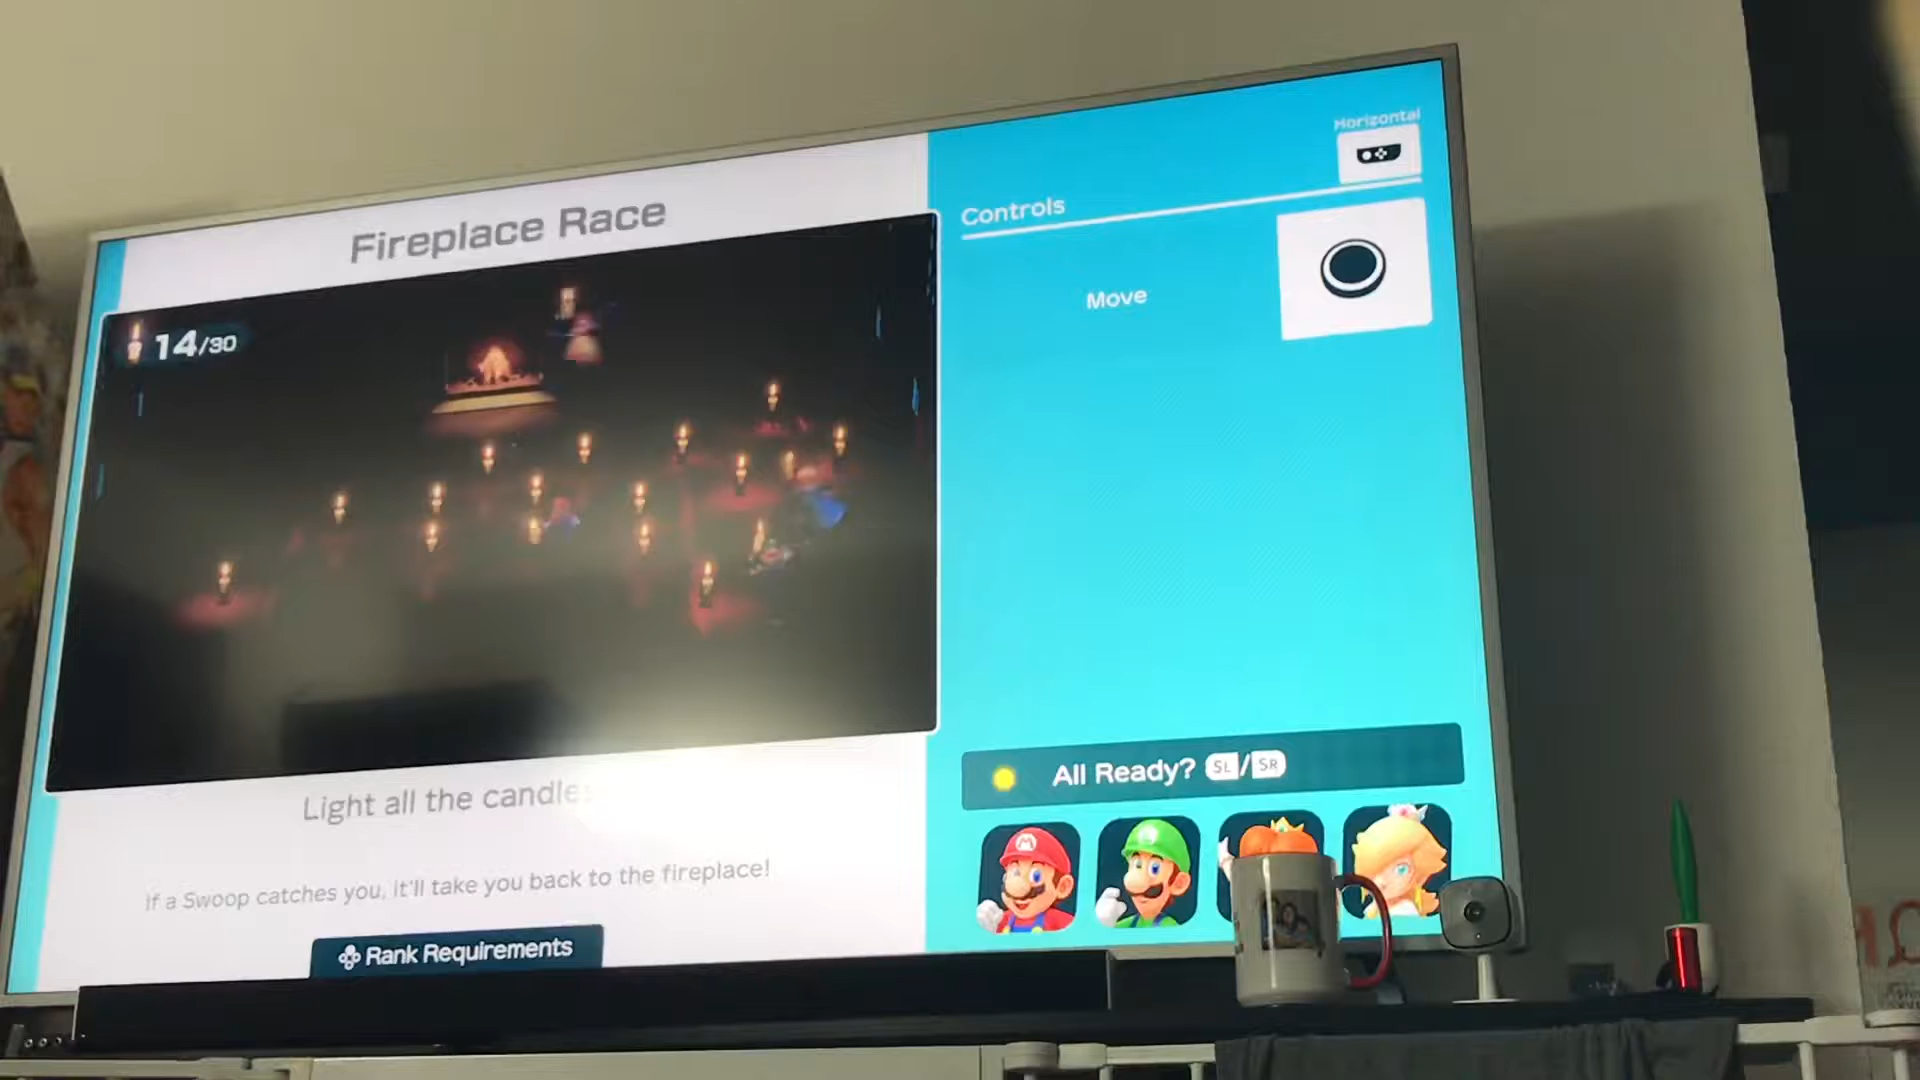 Fireplace Race
14/30
Light all the candles
If a Swoop catches you, it'll take you back to the fireplace!
Rank Requirements
Horizontal
Controls
Move
All Ready? SL/SR
M